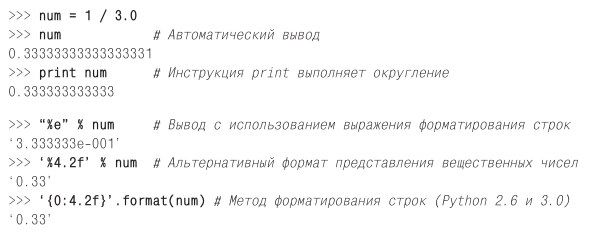 >>> num = 1 / 3.0
>>> num # Автоматический вывод
0.33333333333333331
>>> print num # Инструкция print выполняет округление
0.333333333333
>>> “%e” % num # Вывод с использованием выражения форматирования строк
‘3.333333e-001’
>>> ‘%4.2f’ % num # Альтернативный формат представления вещественных чисел
‘0.33’
>>> ‘{0:4.2f}’.format(num) # Метод форматирования строк (Python 2.6 и 3.0)
‘0.33’